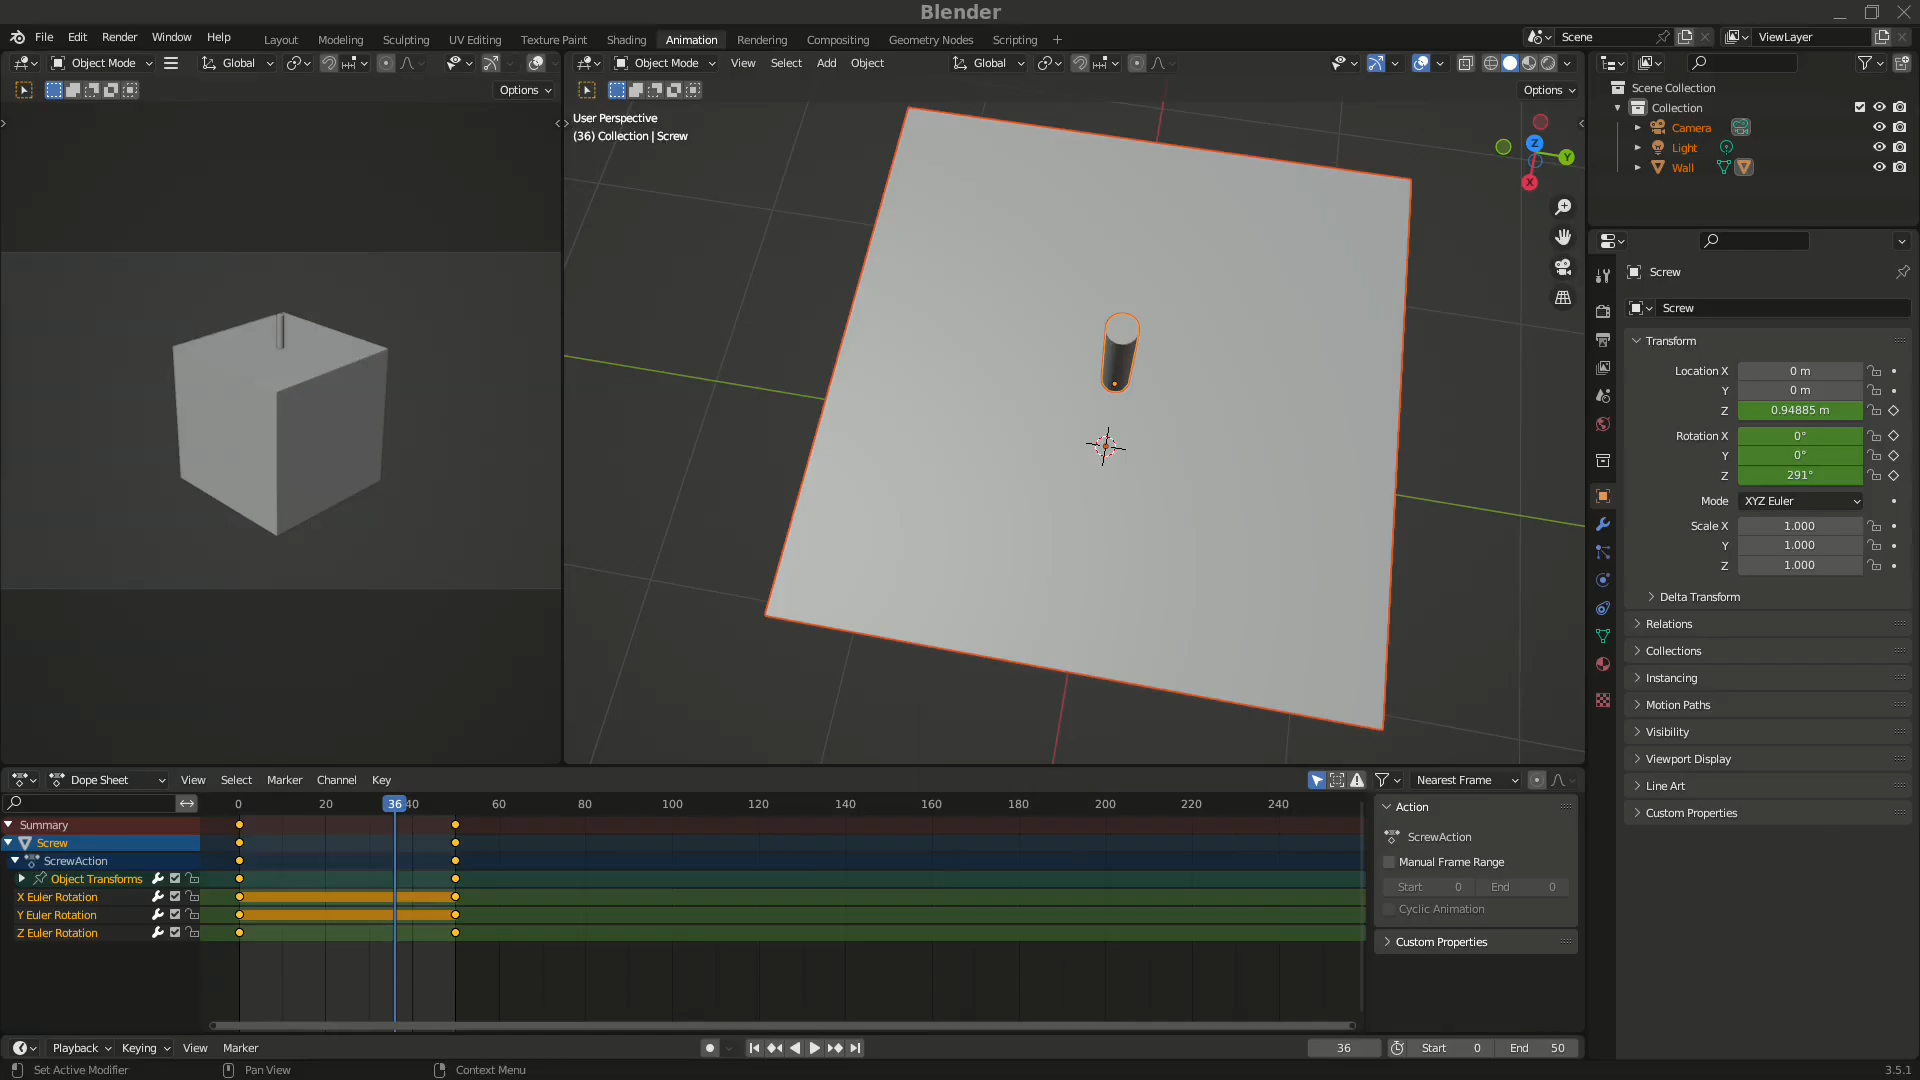 Blender
File Edit Render Window Help Layout Modeling Sculpting UV Editing Texture Paint Shading Animation Rendering Compositing Geometry Nodes Scripting + Scene ViewLayer
Object Mode Global
Options
Object Mode View Select Add Object Global
Options
User Perspective
(36) Collection | Screw
Z
Y
X
Scene Collection
Collection
Camera
Light
Wall
Screw
Screw
Transform
Location X 0 m
Y 0 m
Z 0.94885 m
Rotation X 0°
Y 0°
Z 291°
Mode XYZ Euler
Scale X 1.000
Y 1.000
Z 1.000
Delta Transform
Relations
Collections
Instancing
Motion Paths
Visibility
Viewport Display
Line Art
Custom Properties
Dope Sheet View Select Marker Channel Key Nearest Frame
0 20 36 40 60 80 100 120 140 160 180 200 220 240
Summary
Screw
ScrewAction
Object Transforms
X Euler Rotation
Y Euler Rotation
Z Euler Rotation
Action
ScrewAction
Manual Frame Range
Start 0 End 0
Cyclic Animation
Custom Properties
Playback Keying View Marker 36 Start 0 End 50
Set Active Modifier Pan View Context Menu 3.5.1